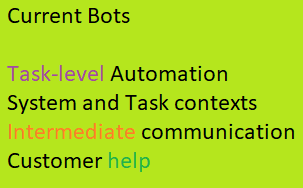 Current Bots
Task-level Automation
System and Task contexts
Intermediate communication
Customer help